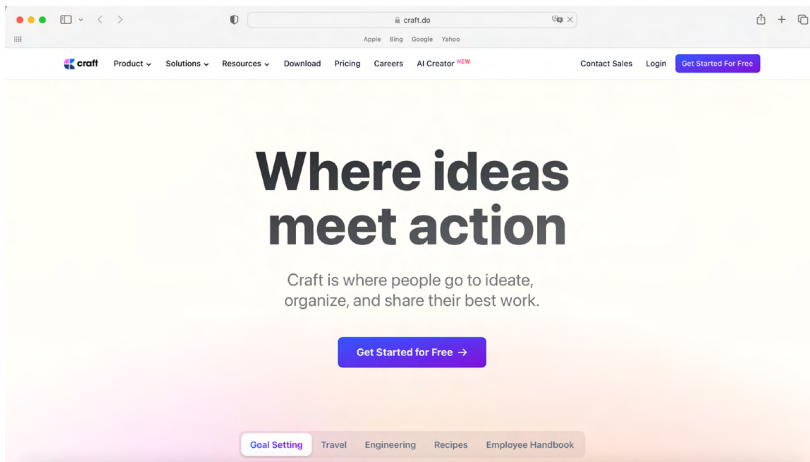 craft.do
Apple Bing Google Yahoo
craft Product Solutions Resources Download Pricing Careers AI Creator NEW Contact Sales Login Get Started For Free
Where ideas
meet action
Craft is where people go to ideate,
organize, and share their best work.
Get Started for Free →
Goal Setting Travel Engineering Recipes Employee Handbook